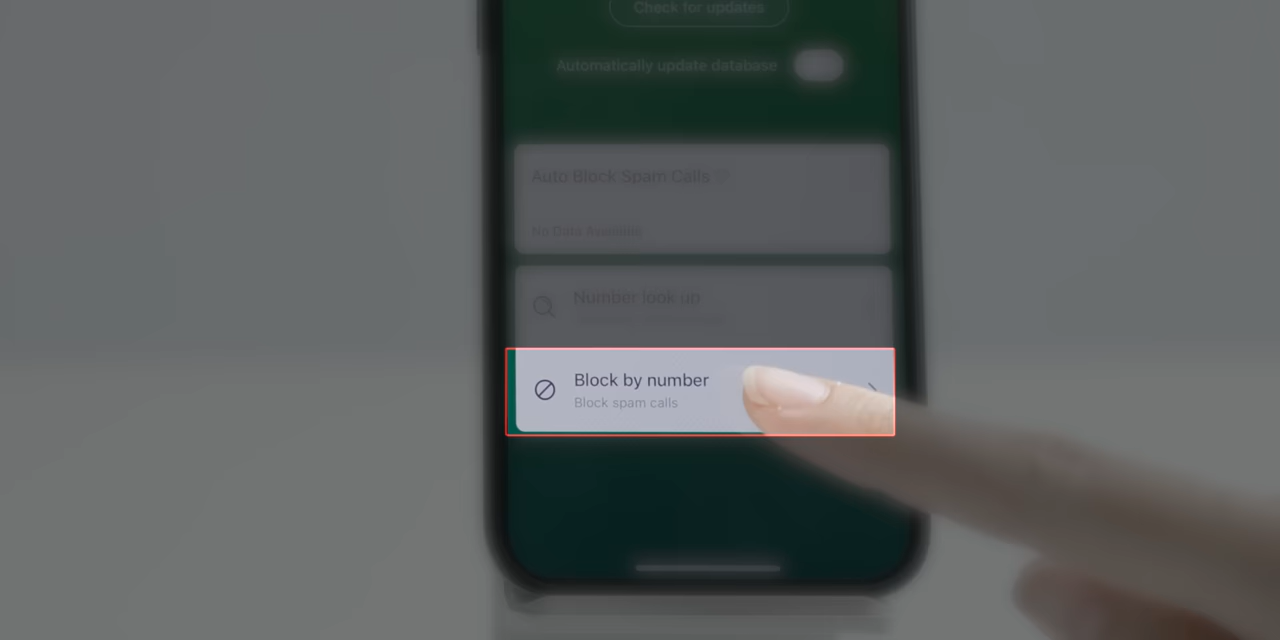 Check for updates
Automatically update database
Auto Block Spam Calls
No Data Available
Number look up
Block by number
Block spam calls